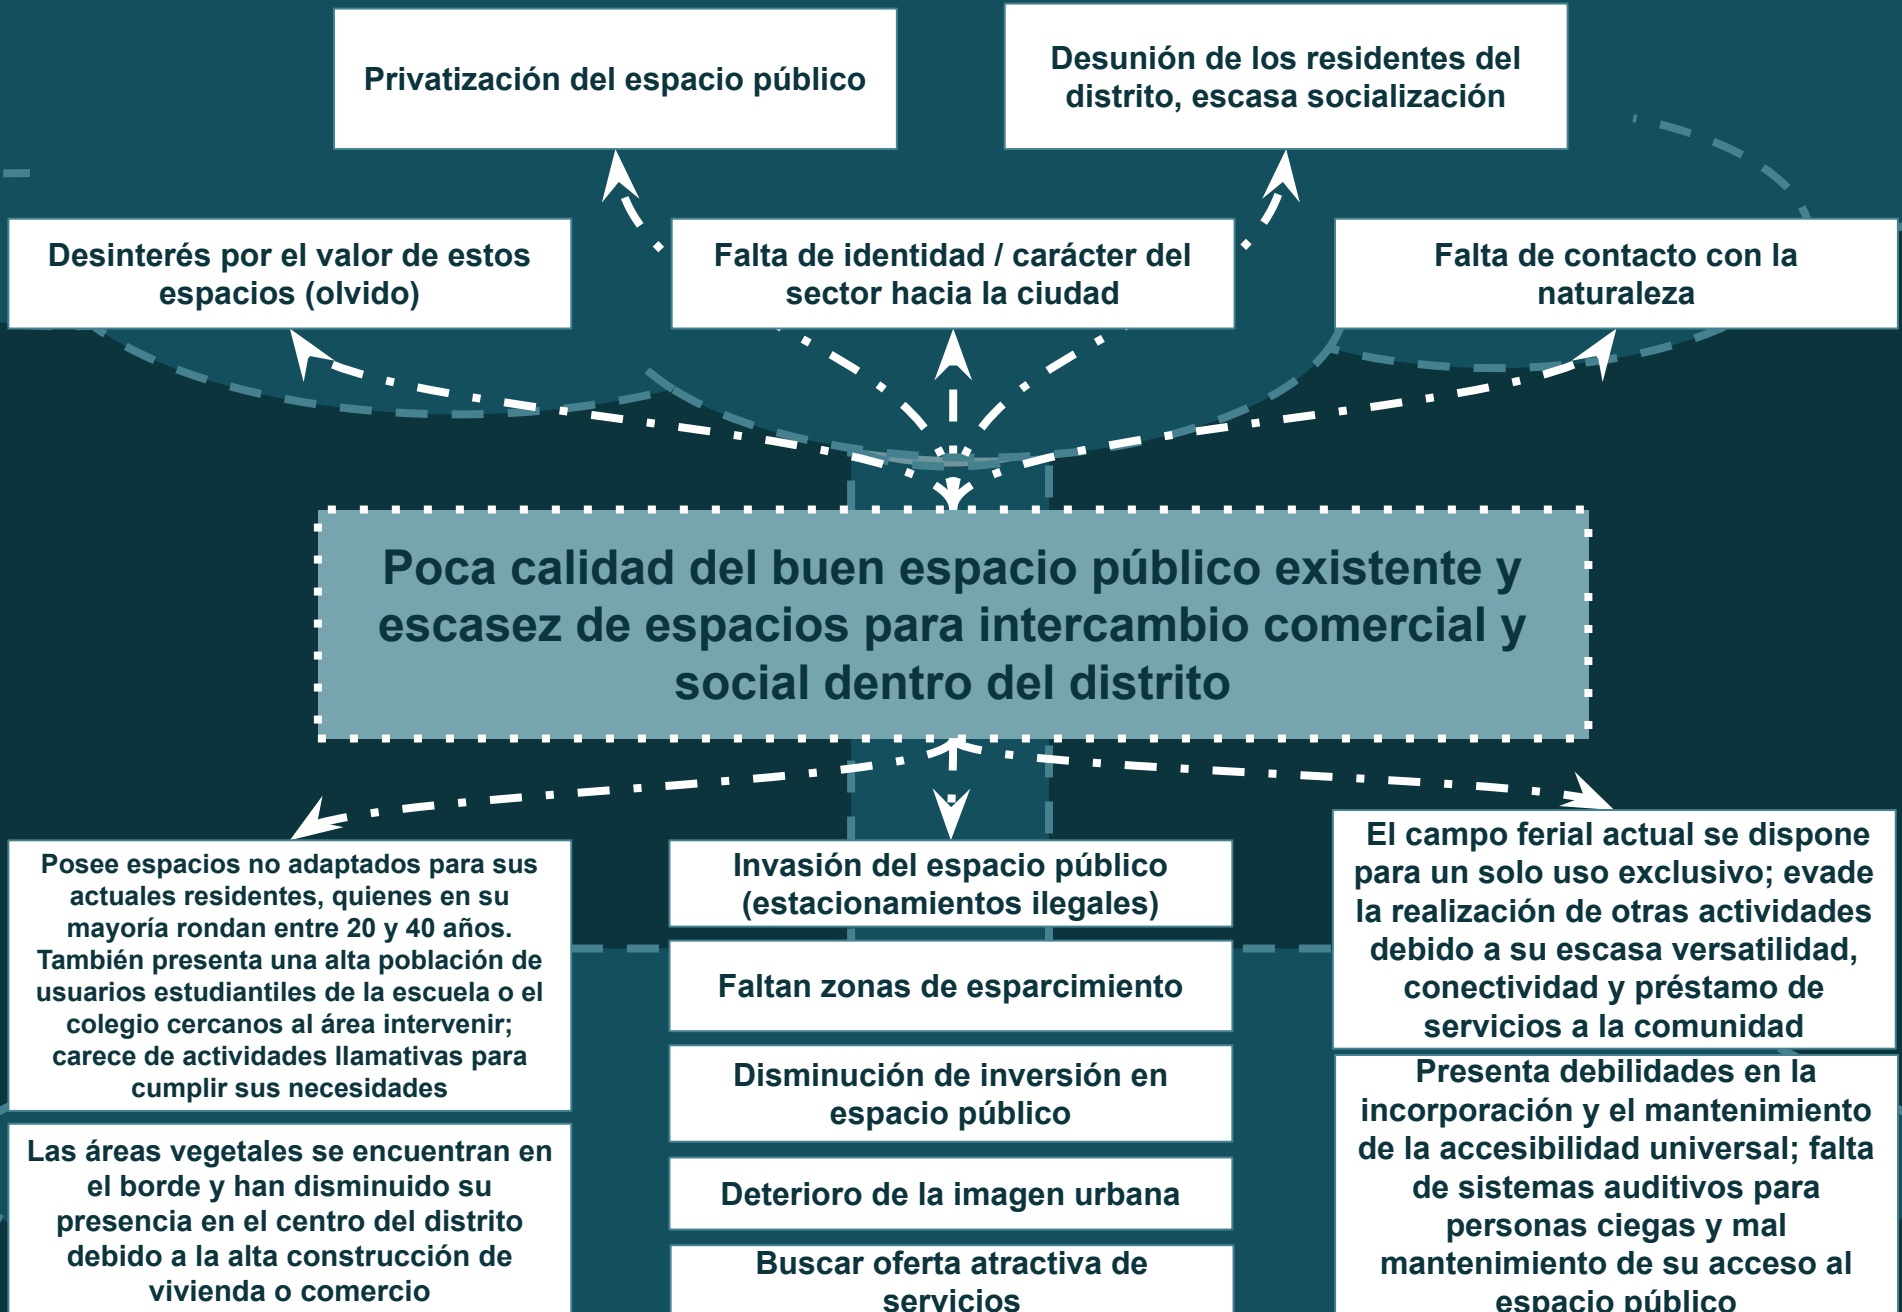 Privatización del espacio público
Desunión de los residentes del
distrito, escasa socialización
Desinterés por el valor de estos
espacios (olvido)
Falta de identidad / carácter del
sector hacia la ciudad
Falta de contacto con la
naturaleza
Poca calidad del buen espacio público existente y
escasez de espacios para intercambio comercial y
social dentro del distrito
Posee espacios no adaptados para sus
actuales residentes, quienes en su
mayoría rondan entre 20 y 40 años.
También presenta una alta población de
usuarios estudiantiles de la escuela o el
colegio cercanos al área intervenir;
carece de actividades llamativas para
cumplir sus necesidades
Las áreas vegetales se encuentran en
el borde y han disminuido su
presencia en el centro del distrito
debido a la alta construcción de
vivienda o comercio
Invasión del espacio público
(estacionamientos ilegales)
Faltan zonas de esparcimiento
Disminución de inversión en
espacio público
Deterioro de la imagen urbana
Buscar oferta atractiva de
servicios
El campo ferial actual se dispone
para un solo uso exclusivo; evade
la realización de otras actividades
debido a su escasa versatilidad,
conectividad y préstamo de
servicios a la comunidad
Presenta debilidades en la
incorporación y el mantenimiento
de la accesibilidad universal; falta
de sistemas auditivos para
personas ciegas y mal
mantenimiento de su acceso al
espacio público